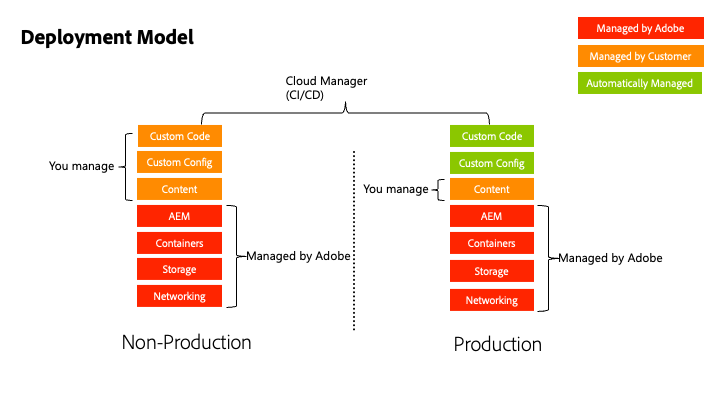 Deployment Model
Managed by Adobe
Managed by Customer
Automatically Managed
Cloud Manager
(CI/CD)
You manage
Custom Code
Custom Config
Content
AEM
Containers
Storage
Networking
Managed by Adobe
Non-Production
You manage
Custom Code
Custom Config
Content
AEM
Containers
Storage
Networking
Managed by Adobe
Production